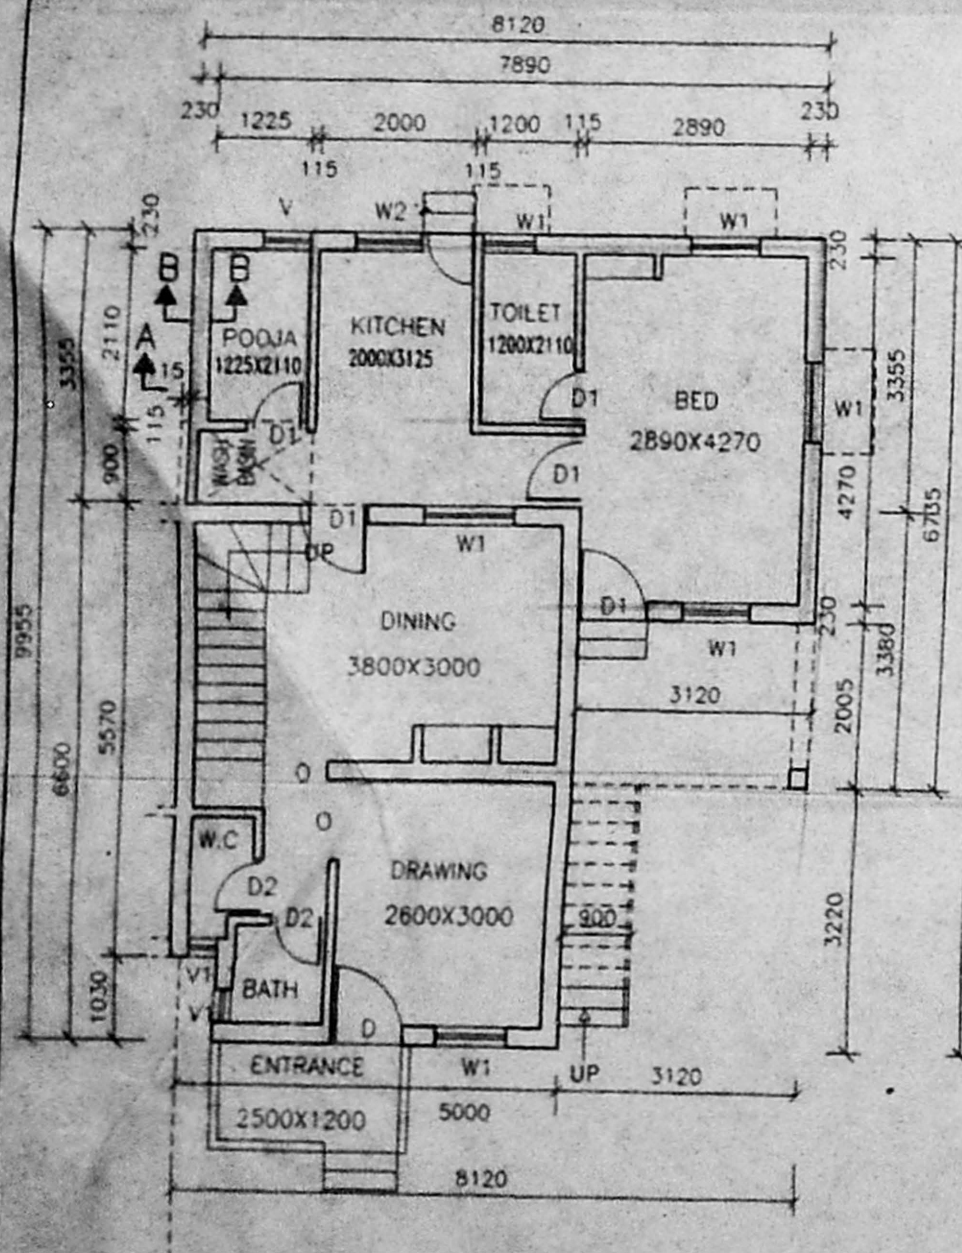 8120
7890
230 1225 2000 1200 115 2890 230
115 115
230
V W2 W1 W1
230
B B
2110
A
TOILET
1200X2110
KITCHEN
2000X3125
POOJA
1225X2110
3355
15
3355
D1
BED
2890X4270
W1
115
D1
WASH
BASIN
900
D1
4270
6735
D1
W1
UP
D1
DINING
3800X3000
230
W1
3380
9955
3120
2005
5570
6600
O
O
W.C
DRAWING
2600X3000
D2
D2
900
3220
V1
BATH
V1
1030
D
ENTRANCE
2500X1200
W1
UP
3120
5000
8120